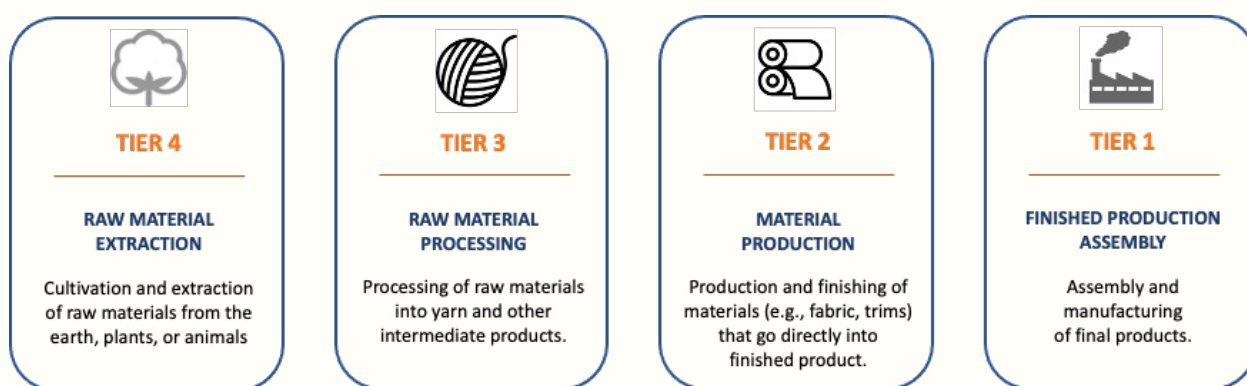 TIER 4
RAW MATERIAL
EXTRACTION
Cultivation and extraction
of raw materials from the
earth, plants, or animals
TIER 3
RAW MATERIAL
PROCESSING
Processing of raw materials
into yarn and other
intermediate products.
TIER 2
MATERIAL
PRODUCTION
Production and finishing of
materials (e.g., fabric, trims)
that go directly into
finished product.
TIER 1
FINISHED PRODUCTION
ASSEMBLY
Assembly and
manufacturing
of final products.